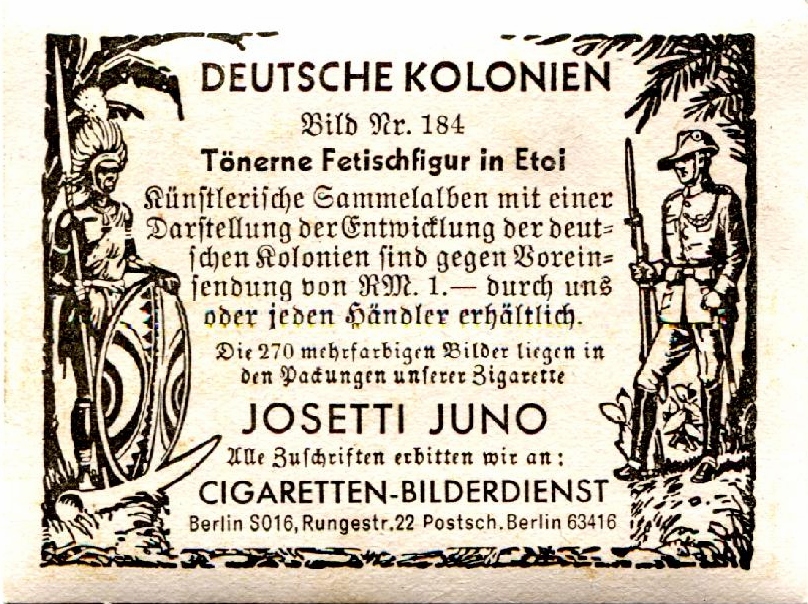 DEUTSCHE KOLONIEN
Bild Nr. 184
Tönerne Fetischfigur in Etoi
Künstlerische Sammelalben mit einer
Darstellung der Entwicklung der deut=
schen Kolonien sind gegen Vorein=
sendung von RM. 1.— durch uns
oder jeden Händler erhältlich.
Die 270 mehrfarbigen Bilder liegen in
den Packungen unserer Zigarette
JOSETTI JUNO
Alle Zuschriften erbitten wir an:
CIGARETTEN-BILDERDIENST
Berlin SO16, Rungestr.22 Postsch. Berlin 63416